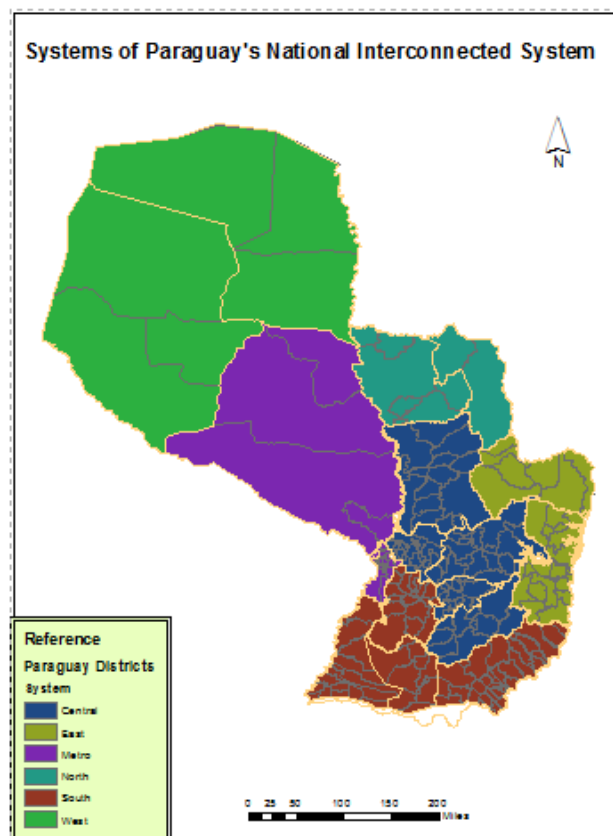 Systems of Paraguay's National Interconnected System
N
Reference
Paraguay Districts
System
Central
East
Metro
North
South
West
0 25 50 100 150 200
Miles